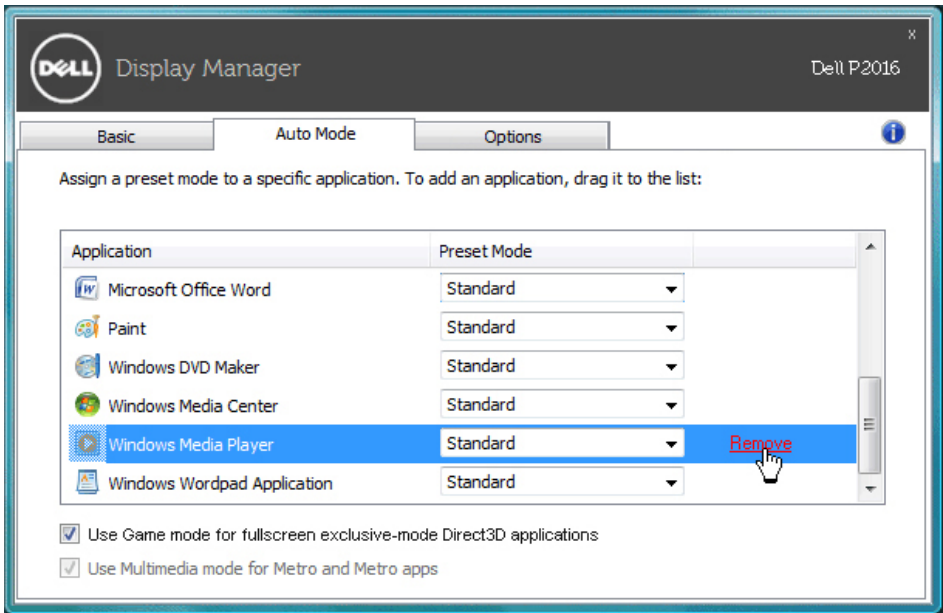 x
DELL Display Manager Dell P2016
Basic Auto Mode Options i
Assign a preset mode to a specific application. To add an application, drag it to the list:
Application Preset Mode
W Microsoft Office Word Standard
Paint Standard
Windows DVD Maker Standard
Windows Media Center Standard
Windows Media Player Standard Remove
Windows Wordpad Application Standard
Use Game mode for fullscreen exclusive-mode Direct3D applications
Use Multimedia mode for Metro and Metro apps